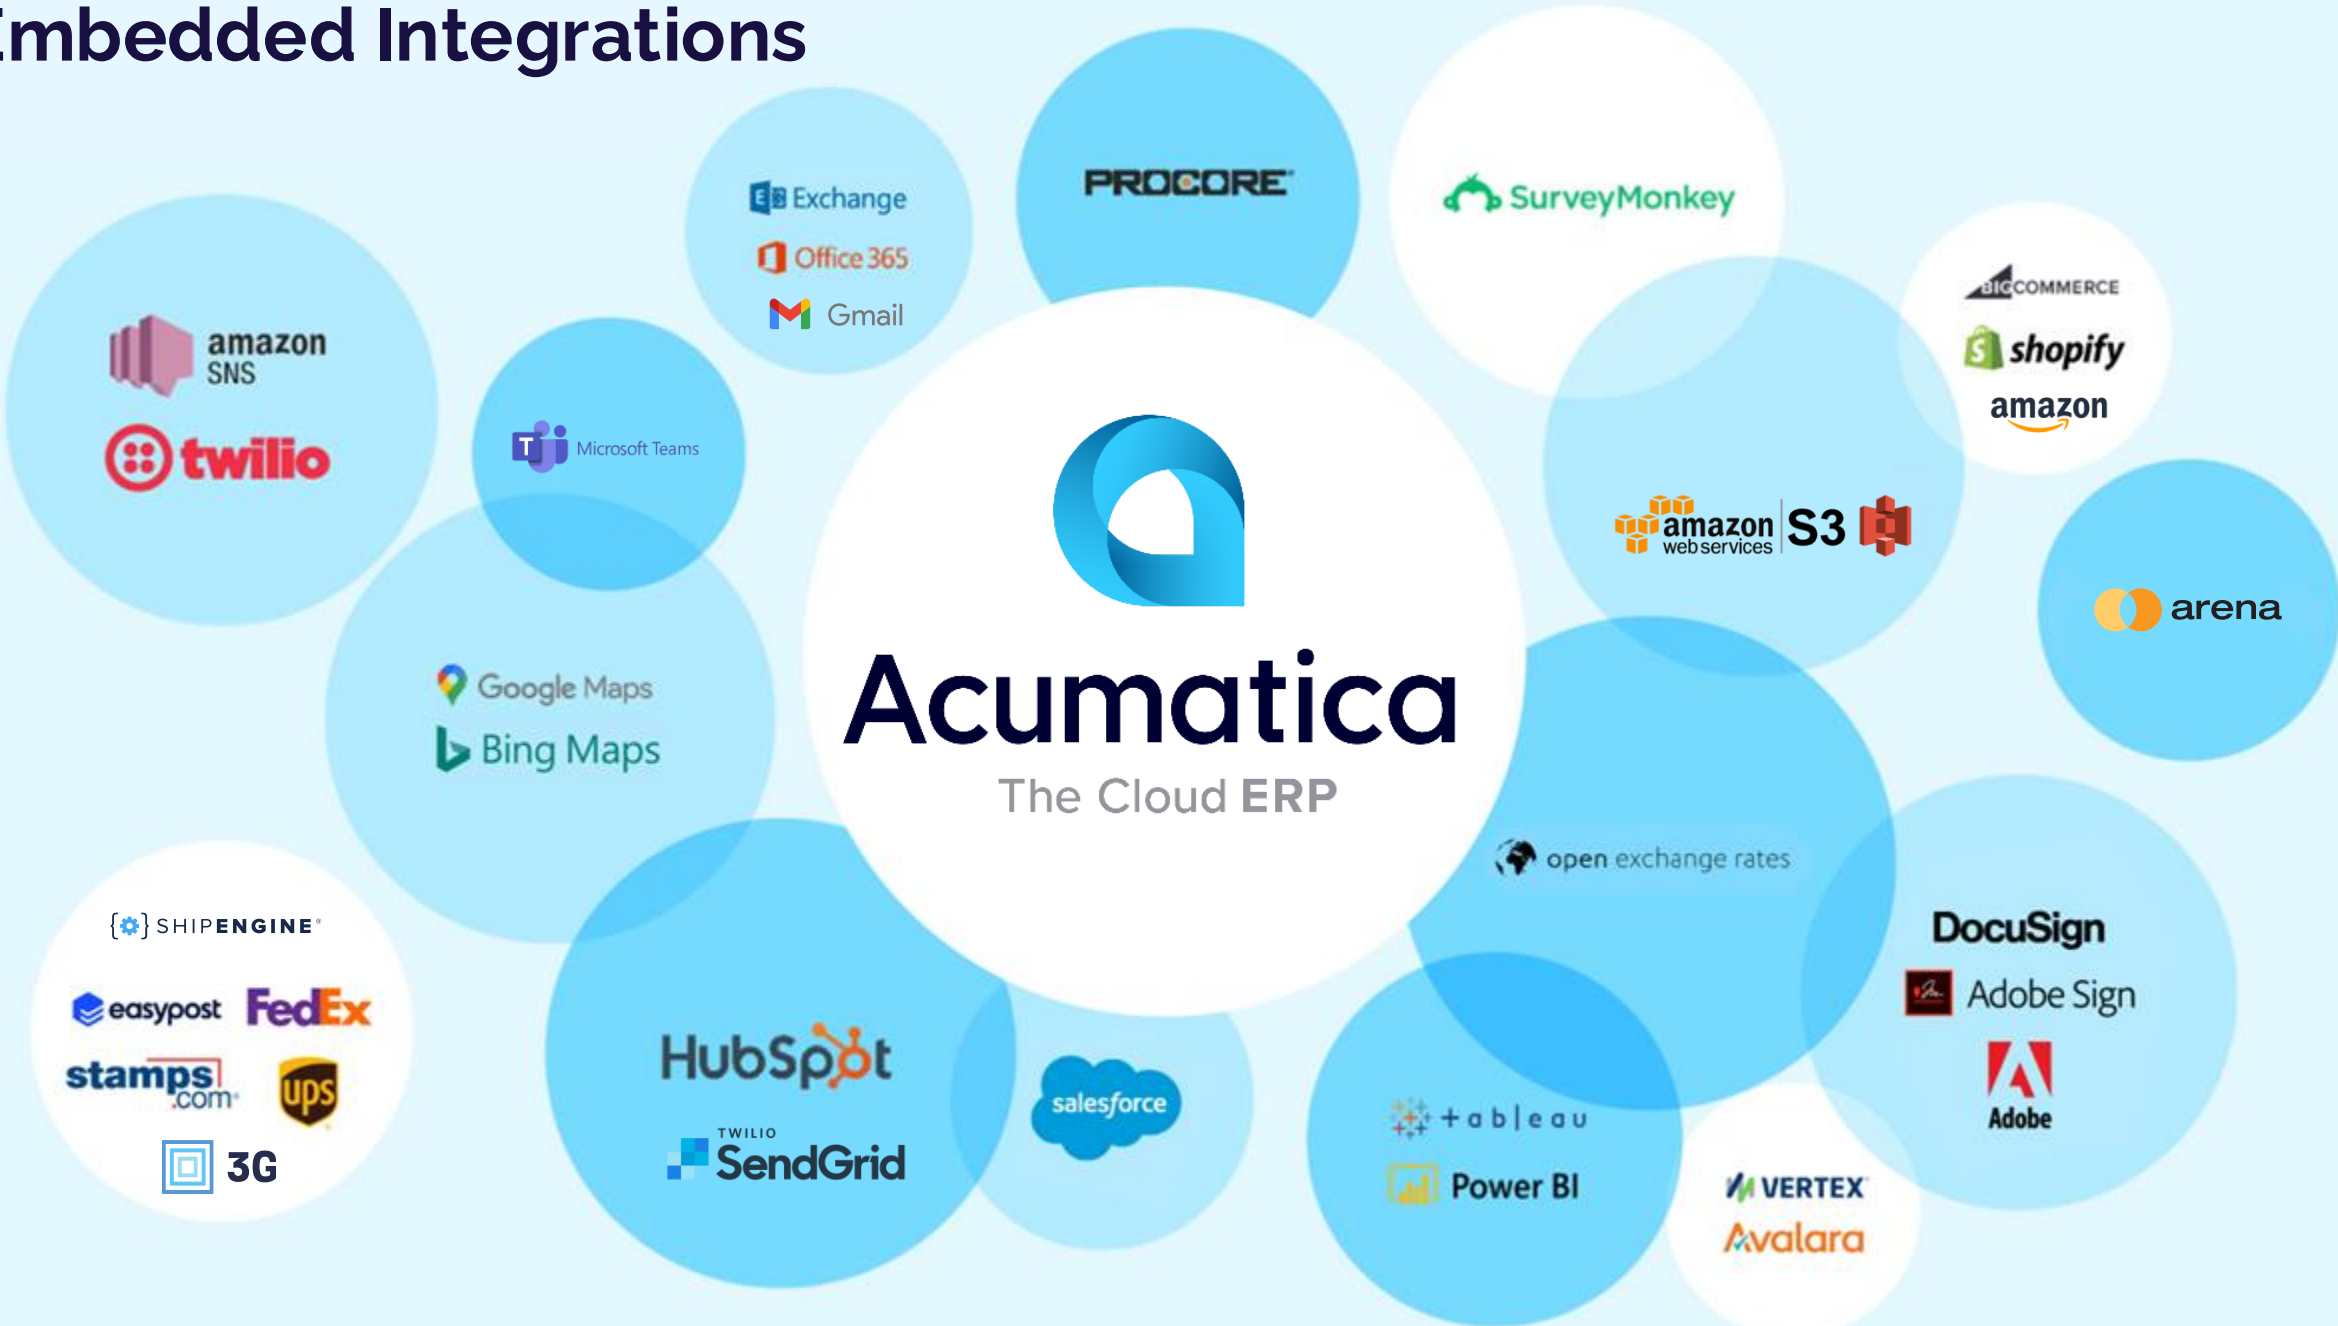 Embedded Integrations
PROCORE
SurveyMonkey
E Exchange
Office 365
Gmail
BIGCOMMERCE
S shopify
amazon
amazon
SNS
twilio
T Microsoft Teams
amazon
web services
S3
arena
Google Maps
Bing Maps
Acumatica
The Cloud ERP
open exchange rates
{ } SHIPENGINE®
easypost
FedEx
stamps
.com
ups
3G
HubSpot
TWILIO
SendGrid
salesforce
+ableau
Power BI
DocuSign
Adobe Sign
Adobe
VERTEX
Avalara